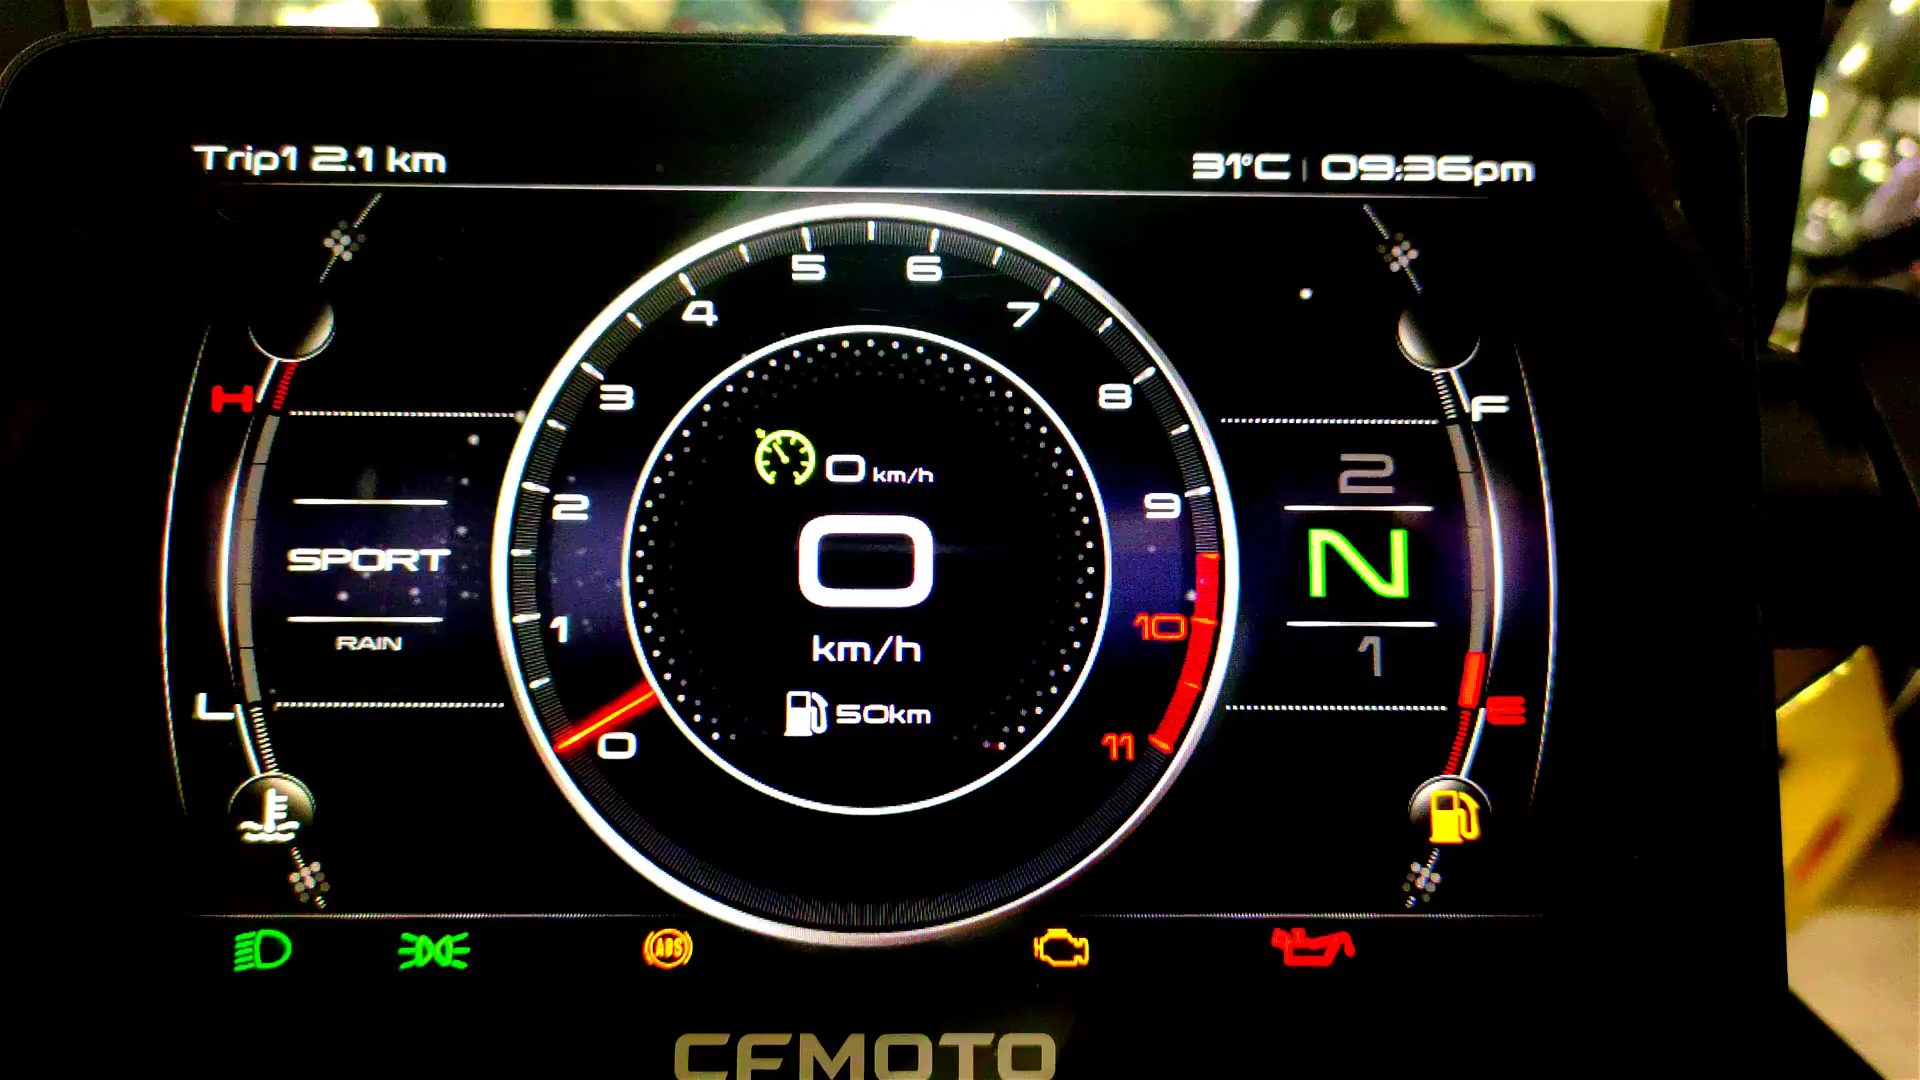 Trip1 2.1 km
31°C | 09:36pm
5 6
4 7
3 8
H F
0 km/h
2
2 9
SPORT 0 N
1 10
RAIN km/h 1
L 50km E
0 11
ABS
CFMOTO